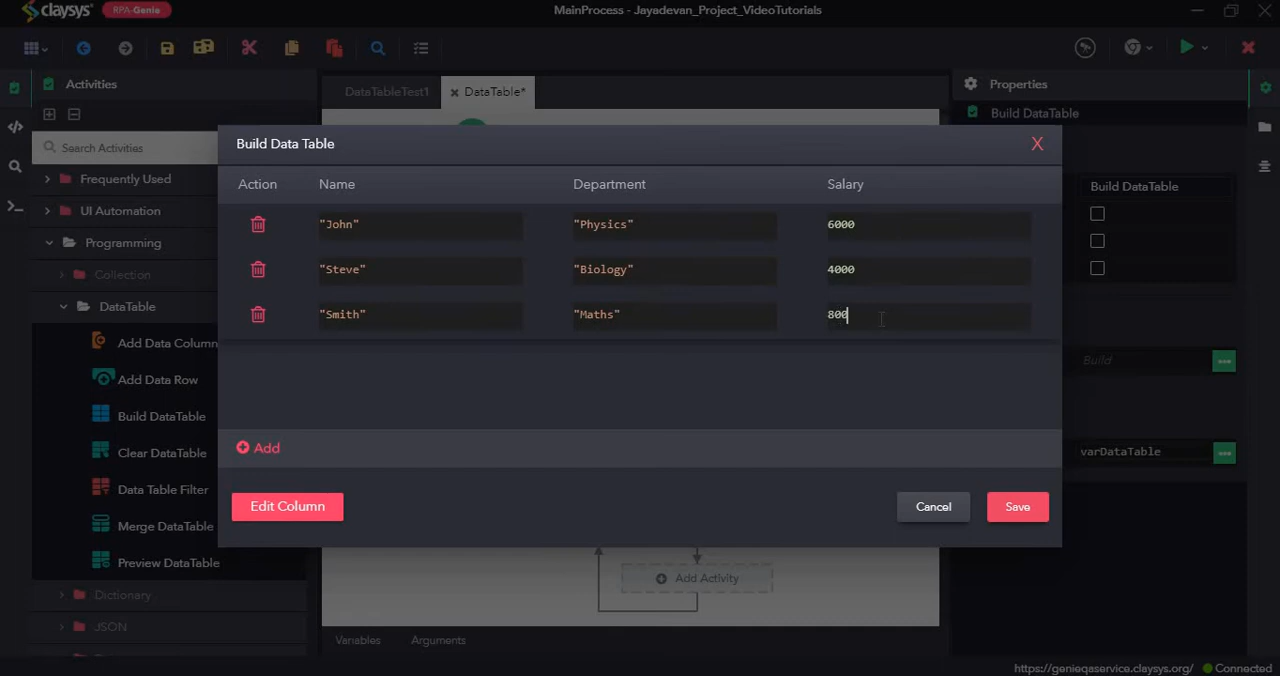 claysys RPA-Genie MainProcess - Jayadevan_Project_VideoTutorials
Activities
DataTableTest1
DataTable*
Properties
Build DataTable
Search Activities
Frequently Used
UI Automation
Programming
Collection
DataTable
Add Data Column
Add Data Row
Build DataTable
Clear DataTable
Data Table Filter
Merge DataTable
Preview DataTable
Dictionary
JSON
Build Data Table
X
Action Name Department Salary
"John" "Physics" 6000
"Steve" "Biology" 4000
"Smith" "Maths" 800
Add
Edit Column
Cancel
Save
Build DataTable
Build
varDataTable
Add Activity
Variables Arguments
https://genieqaservice.claysys.org/ Connected